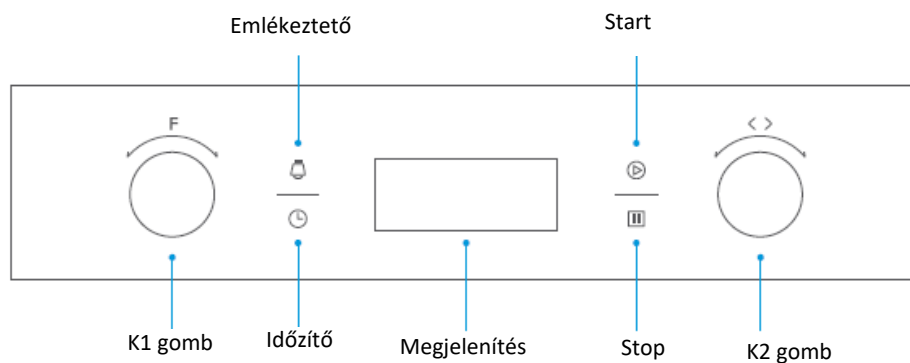 Emlékeztető
Start
F
< >
K1 gomb
Időzítő
Megjelenítés
Stop
K2 gomb